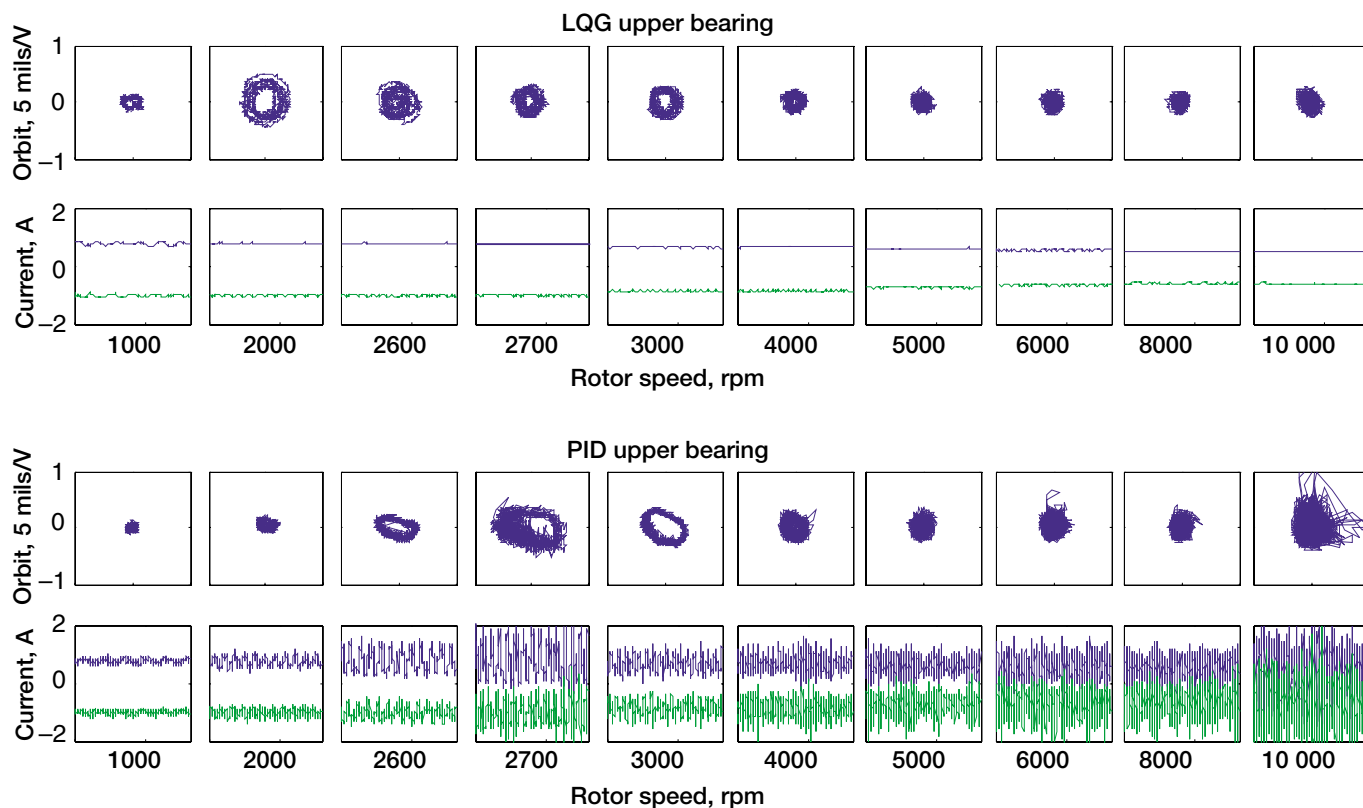 LQG upper bearing
Orbit, 5 mils/V
1
0
−1
Current, A
2
0
−2
1000 2000 2600 2700 3000 4000 5000 6000 8000 10 000
Rotor speed, rpm
PID upper bearing
Orbit, 5 mils/V
1
0
−1
Current, A
2
0
−2
1000 2000 2600 2700 3000 4000 5000 6000 8000 10 000
Rotor speed, rpm